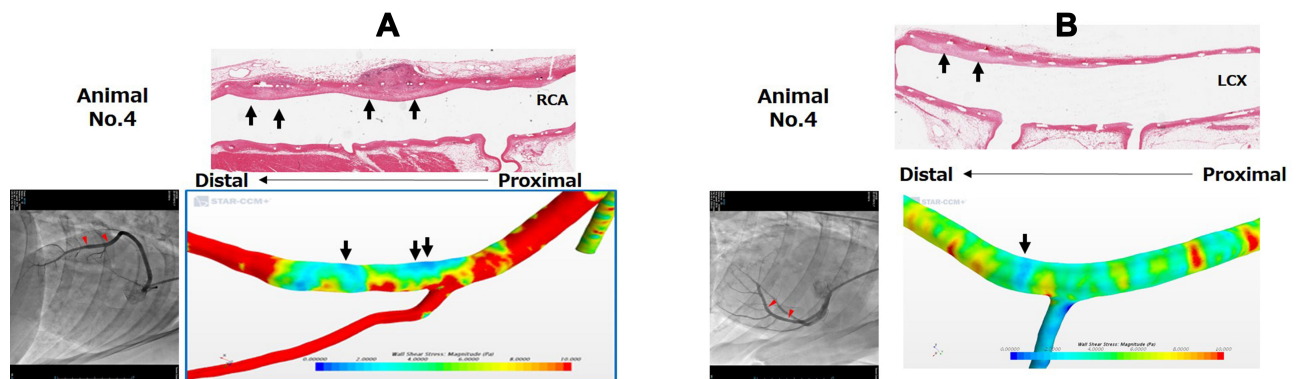 A
B
Animal
No.4
RCA
Animal
No.4
LCX
Distal
Proximal
Distal
Proximal
STAR-CCM+
STAR-CCM+
Wall Shear Stress: Magnitude (Pa)
0.00000 2.0000 4.0000 6.0000 8.0000 10.000
Wall Shear Stress: Magnitude (Pa)
0.00000 2.0000 4.0000 6.0000 8.0000 10.000